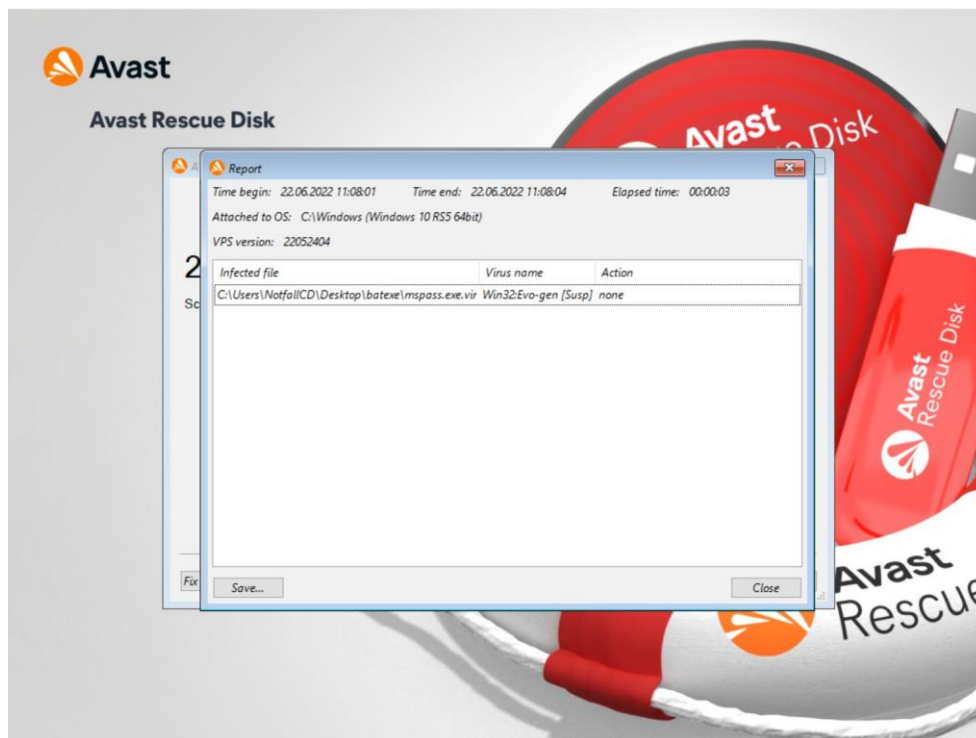 Avast
Avast Rescue Disk
Avast
Rescue Disk
A
Report
Time begin: 22.06.2022 11:08:01 Time end: 22.06.2022 11:08:04 Elapsed time: 00:00:03
Attached to OS: C:\Windows (Windows 10 RS5 64bit)
VPS version: 22052404
2
Infected file Virus name Action
C:\Users\NotfallCD\Desktop\batexe\mspass.exe.vir Win32:Evo-gen [Susp] none
Sc
Avast
Rescue Disk
Fix
Save... Close
Avast
Rescue